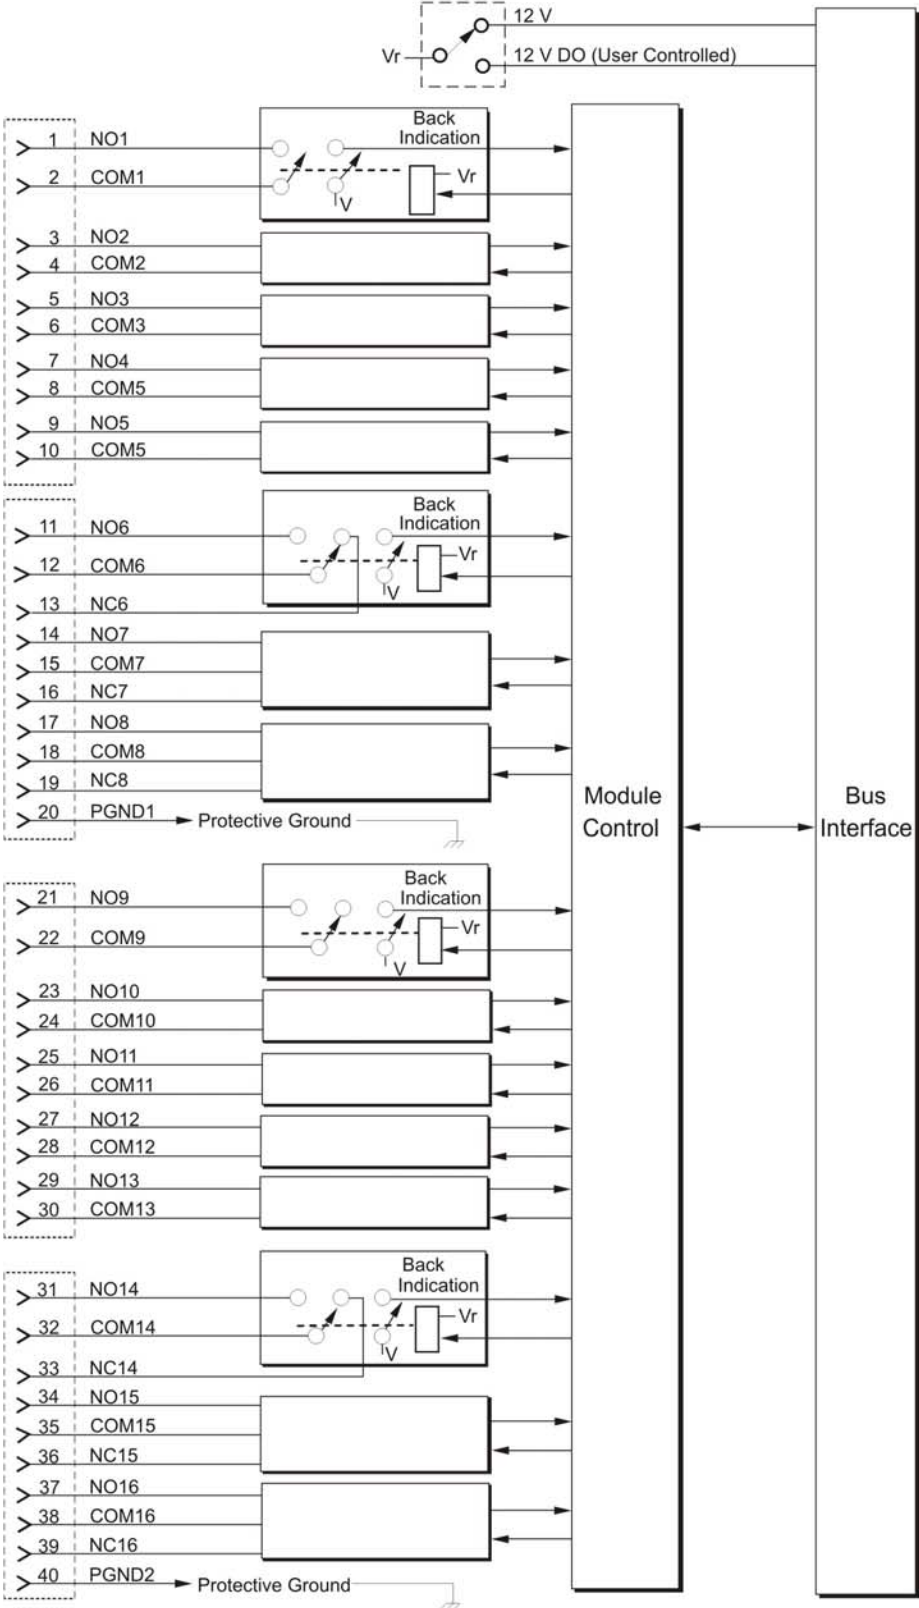 12 V
Vr
12 V DO (User Controlled)
Back
Indication
1 NO1
Vr
2 COM1
V
3 NO2
4 COM2
5 NO3
6 COM3
7 NO4
8 COM5
9 NO5
10 COM5
Back
Indication
11 NO6
Vr
12 COM6
V
13 NC6
14 NO7
15 COM7
16 NC7
17 NO8
18 COM8
19 NC8
20 PGND1 Protective Ground
Module
Control
Bus
Interface
Back
Indication
21 NO9
Vr
22 COM9
V
23 NO10
24 COM10
25 NO11
26 COM11
27 NO12
28 COM12
29 NO13
30 COM13
Back
Indication
31 NO14
Vr
32 COM14
V
33 NC14
34 NO15
35 COM15
36 NC15
37 NO16
38 COM16
39 NC16
40 PGND2 Protective Ground